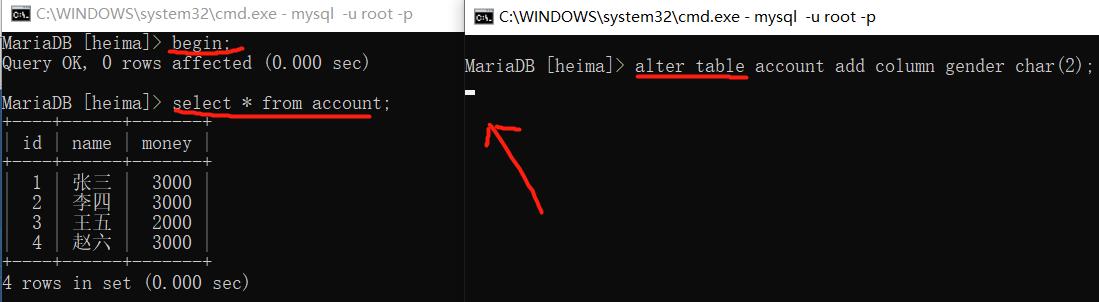 C:\WINDOWS\system32\cmd.exe - mysql  -u root -p
MariaDB [heima]> begin;
Query OK, 0 rows affected (0.000 sec)
MariaDB [heima]> select * from account;
+----+------+-------+
| id | name | money |
+----+------+-------+
|  1 | 张三 |  3000 |
|  2 | 李四 |  3000 |
|  3 | 王五 |  2000 |
|  4 | 赵六 |  3000 |
+----+------+-------+
4 rows in set (0.000 sec)
C:\WINDOWS\system32\cmd.exe - mysql  -u root -p
MariaDB [heima]> alter table account add column gender char(2);